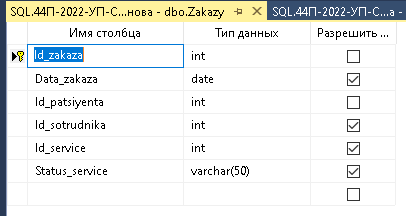 SQL.44П-2022-УП-С...нова - dbo.Zakazy
SQL.44П-2022-УП-С...а - dbo
Имя столбца Тип данных Разрешить ...
Id_zakaza int
Data_zakaza date
Id_patsiyenta int
Id_sotrudnika int
Id_service int
Status_service varchar(50)